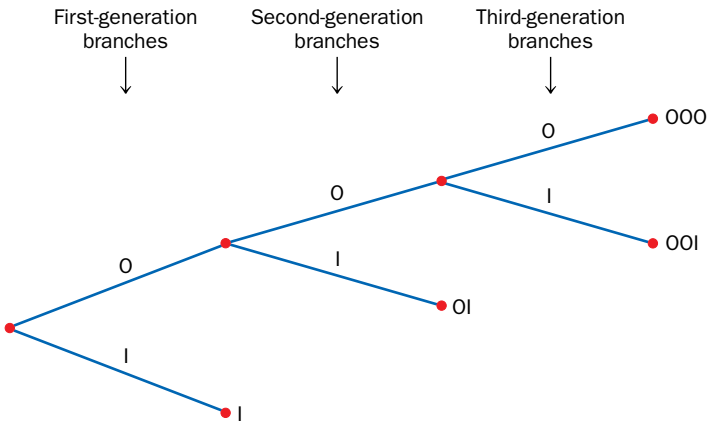 First-generation
branches
Second-generation
branches
Third-generation
branches
O
OOO
O
I
OOI
O
I
OI
I
I